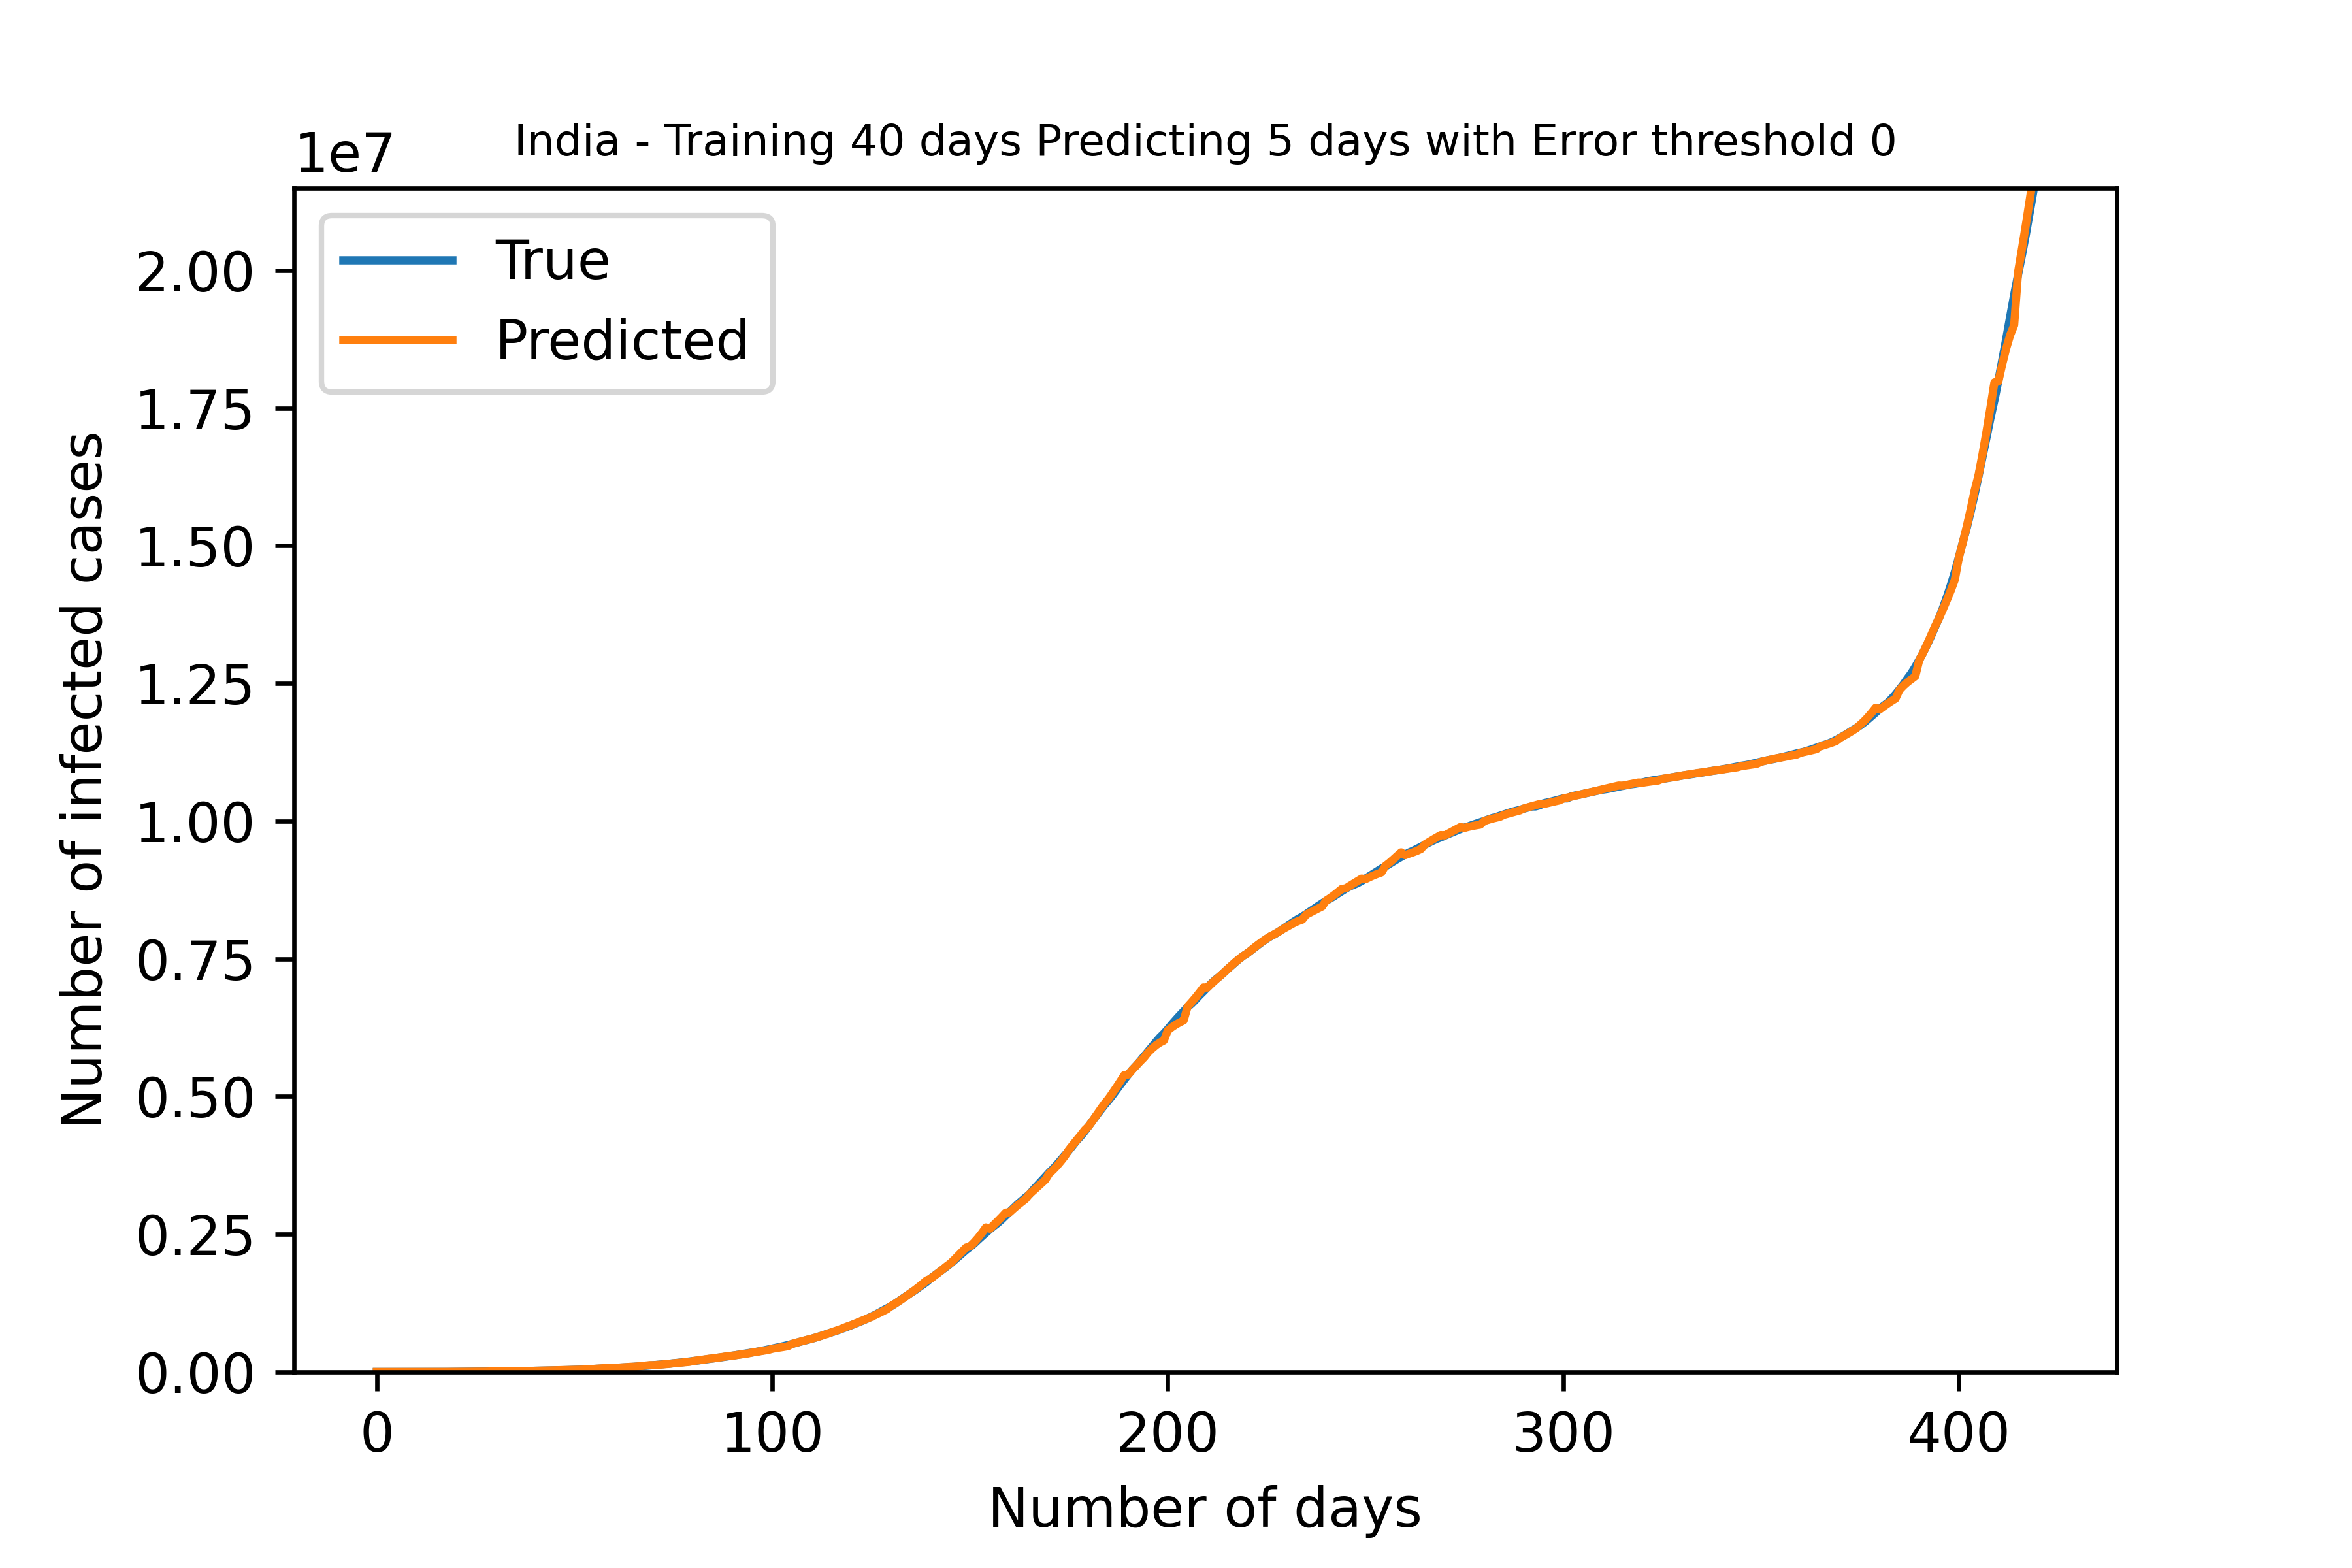 1e7
India - Training 40 days Predicting 5 days with Error threshold 0
True
Predicted
2.00
1.75
1.50
1.25
1.00
0.75
0.50
0.25
0.00
Number of infected cases
0 100 200 300 400
Number of days